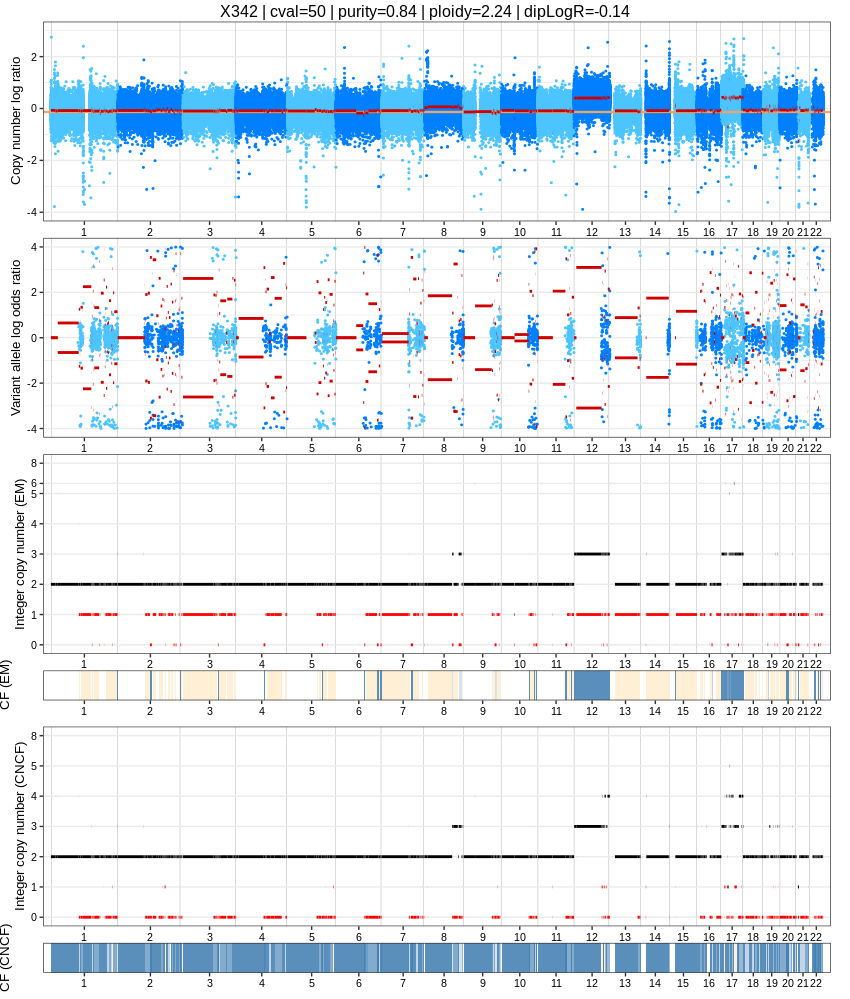 X342 | cval=50 | purity=0.84 | ploidy=2.24 | dipLogR=-0.14
Copy number log ratio
2
0
-2
-4
1 2 3 4 5 6 7 8 9 10 11 12 13 14 15 16 17 18 19 20 21 22
Variant allele log odds ratio
4
2
0
-2
-4
1 2 3 4 5 6 7 8 9 10 11 12 13 14 15 16 17 18 19 20 21 22
Integer copy number (EM)
8
6
5
4
3
2
1
0
1 2 3 4 5 6 7 8 9 10 11 12 13 14 15 16 17 18 19 20 21 22
CF (EM)
1 2 3 4 5 6 7 8 9 10 11 12 13 14 15 16 17 18 19 20 21 22
Integer copy number (CNCF)
8
5
4
3
2
1
0
1 2 3 4 5 6 7 8 9 10 11 12 13 14 15 16 17 18 19 20 21 22
CF (CNCF)
1 2 3 4 5 6 7 8 9 10 11 12 13 14 15 16 17 18 19 20 21 22